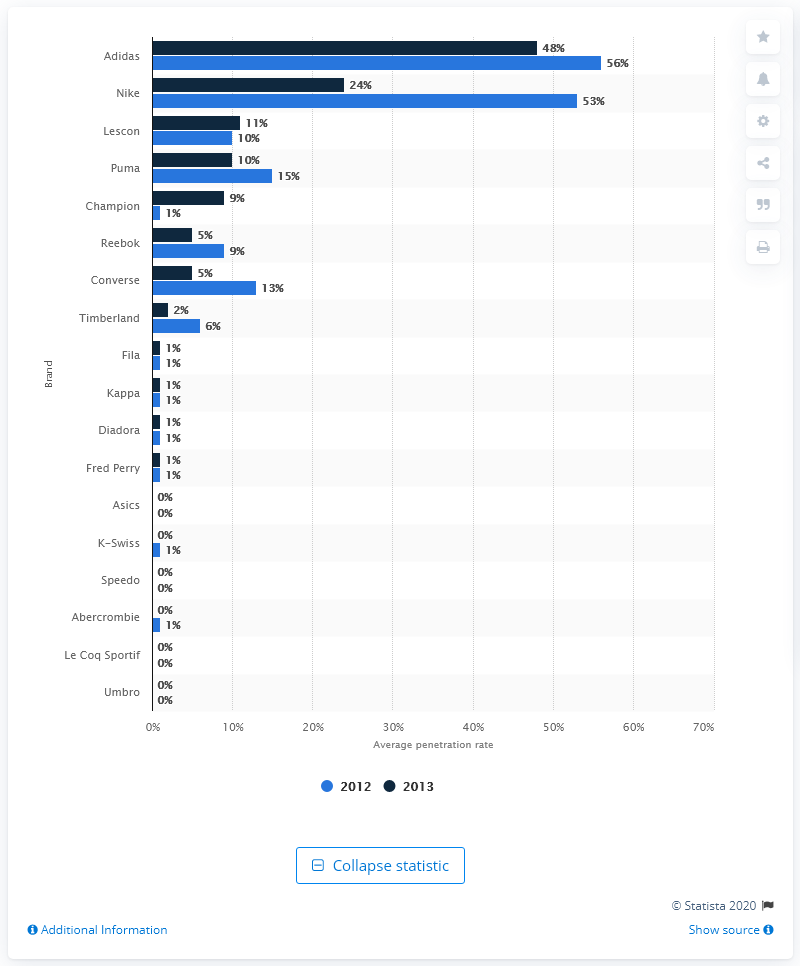 Adidas 48% 56%
Nike 24% 53%
Lescon 11% 10%
Puma 10% 15%
Champion 9% 1%
Reebok 5% 9%
Converse 5% 13%
Timberland 2% 6%
Fila 1% 1%
Kappa 1% 1%
Diadora 1% 1%
Fred Perry 1% 1%
Asics 0% 0%
K-Swiss 0% 1%
Speedo 0% 0%
Abercrombie 0% 1%
Le Coq Sportif 0% 0%
Umbro 0% 0%
Brand
0% 10% 20% 30% 40% 50% 60% 70%
Average penetration rate
2012 2013
Collapse statistic
© Statista 2020
Additional Information Show source